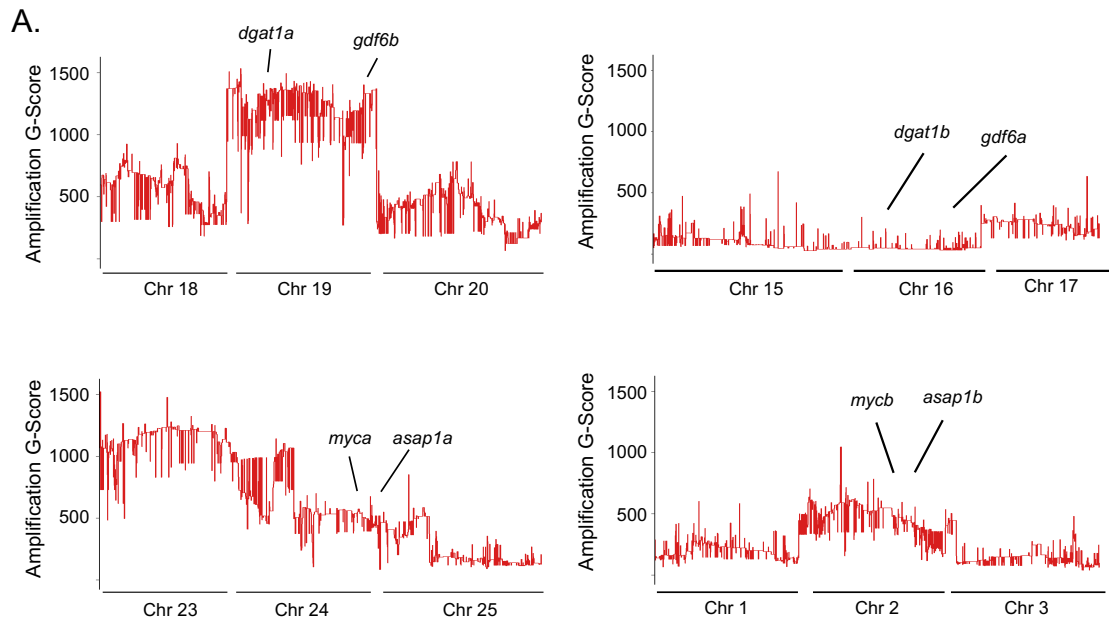 A.
Amplification G-Score
1500
1000
500
dgat1a
gdf6b
Chr 18
Chr 19
Chr 20
Amplification G-Score
1500
1000
500
dgat1b
gdf6a
Chr 15
Chr 16
Chr 17
Amplification G-Score
1500
1000
500
myca
asap1a
Chr 23
Chr 24
Chr 25
Amplification G-Score
1500
1000
500
mycb
asap1b
Chr 1
Chr 2
Chr 3